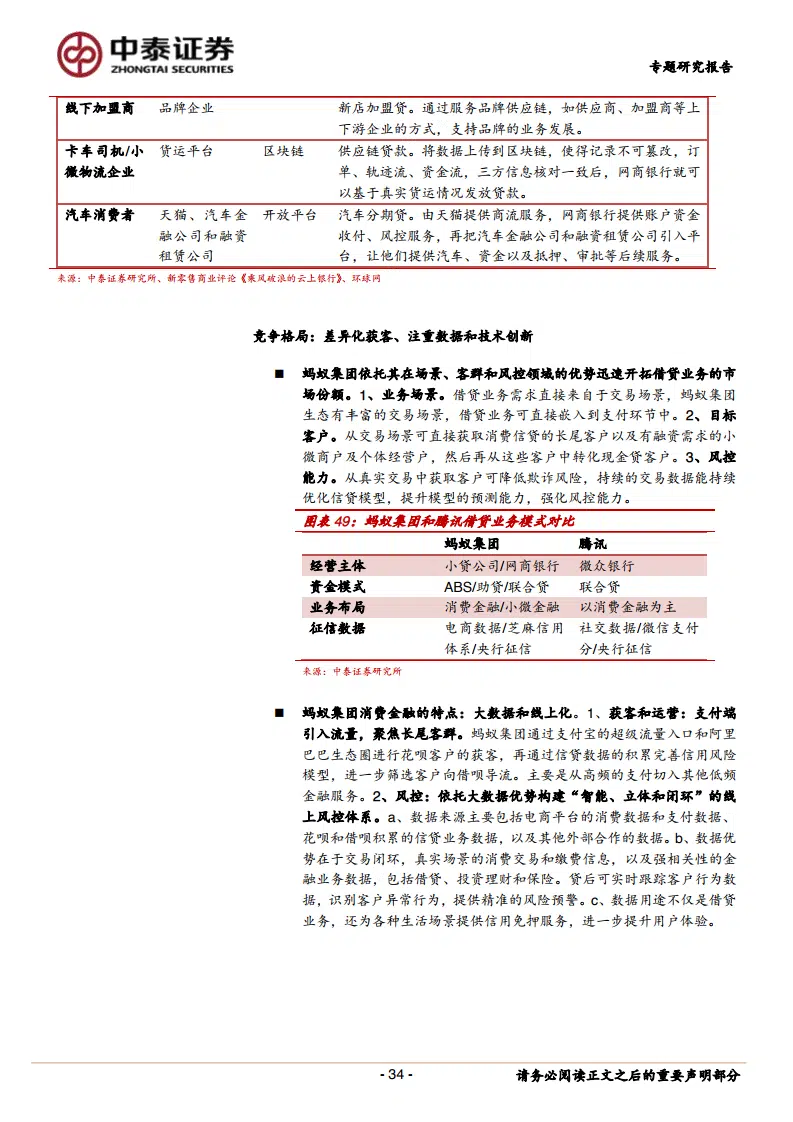 中泰证券
ZHONGTAI SECURITIES
专题研究报告
线下加盟商 品牌企业 新店加盟贷。通过服务品牌供应链，如供应商、加盟商等上
下游企业的方式，支持品牌的业务发展。
卡车司机/小 货运平台 区块链 供应链贷款。将数据上传到区块链，使得记录不可篡改，订
微物流企业 单、轨迹流、资金流，三方信息核对一致后，网商银行就可
以基于真实货运情况发放贷款。
汽车消费者 天猫、汽车金 开放平台 汽车分期贷。由天猫提供商流服务，网商银行提供账户资金
融公司和融资 收付、风控服务，再把汽车金融公司和融资租赁公司引入平
租赁公司 台，让他们提供汽车、资金以及抵押、审批等后续服务。
来源：中泰证券研究所、新零售商业评论《乘风破浪的云上银行》、环球网
竞争格局：差异化获客、注重数据和技术创新
■ 蚂蚁集团依托其在场景、客群和风控领域的优势迅速开拓借贷业务的市
场份额。1、业务场景。借贷业务需求直接来自于交易场景，蚂蚁集团
生态有丰富的交易场景，借贷业务可直接嵌入到支付环节中。2、目标
客户。从交易场景可直接获取消费信贷的长尾客户以及有融资需求的小
微商户及个体经营户，然后再从这些客户中转化现金贷客户。3、风控
能力。从真实交易中获取客户可降低欺诈风险，持续的交易数据能持续
优化信贷模型，提升模型的预测能力，强化风控能力。
图表 49：蚂蚁集团和腾讯借贷业务模式对比
蚂蚁集团 腾讯
经营主体 小贷公司/网商银行 微众银行
资金模式 ABS/助贷/联合贷 联合贷
业务布局 消费金融/小微金融 以消费金融为主
征信数据 电商数据/芝麻信用 社交数据/微信支付
体系/央行征信 分/央行征信
来源：中泰证券研究所
■ 蚂蚁集团消费金融的特点：大数据和线上化。1、获客和运营：支付端
引入流量，聚焦长尾客群。蚂蚁集团通过支付宝的超级流量入口和阿里
巴巴生态圈进行花呗客户的获客，再通过信贷数据的积累完善信用风险
模型，进一步筛选客户向借呗导流。主要是从高频的支付切入其他低频
金融服务。2、风控：依托大数据优势构建“智能、立体和闭环”的线
上风控体系。a、数据来源主要包括电商平台的消费数据和支付数据、
花呗和借呗积累的信贷业务数据，以及其他外部合作的数据。b、数据优
势在于交易闭环，真实场景的消费交易和缴费信息，以及强相关性的金
融业务数据，包括借贷、投资理财和保险。贷后可实时跟踪客户行为数
据，识别客户异常行为，提供精准的风险预警。c、数据用途不仅是借贷
业务，还为各种生活场景提供信用免押服务，进一步提升用户体验。
- 34 -
请务必阅读正文之后的重要声明部分